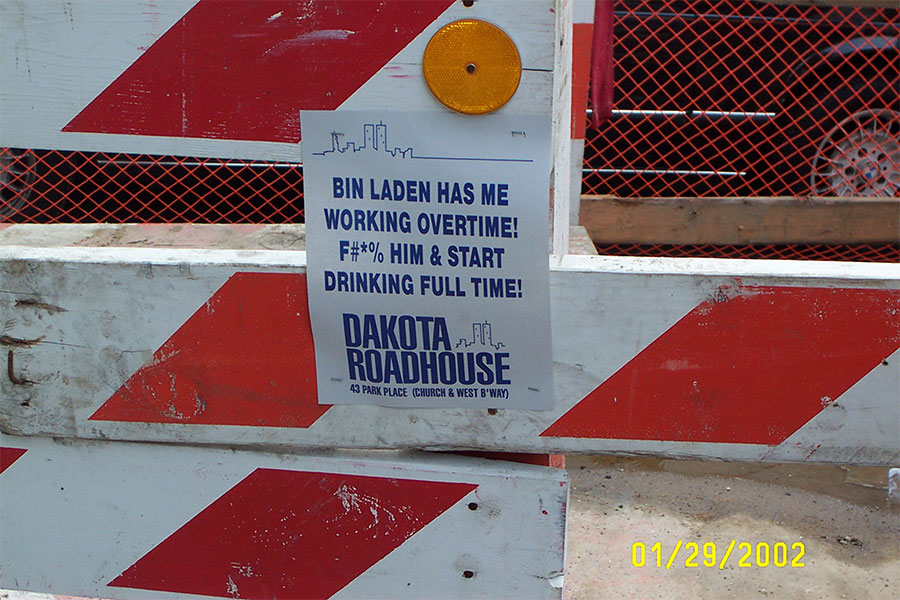 BIN LADEN HAS ME
WORKING OVERTIME!
F#*% HIM & START
DRINKING FULL TIME!
DAKOTA
ROADHOUSE
43 PARK PLACE (CHURCH & WEST B'WAY)
01/29/2002